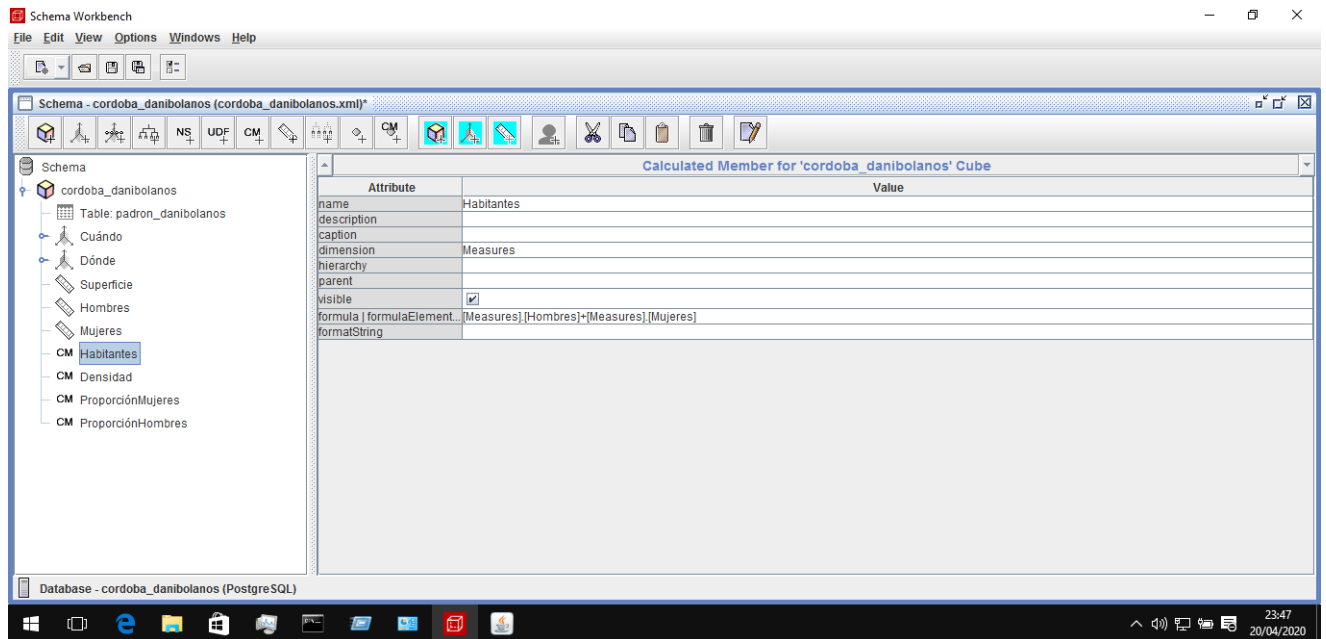 Schema Workbench
File Edit View Options Windows Help
Schema - cordoba_danibolanos (cordoba_danibolanos.xml)*
NS UDF CM CM
Schema
cordoba_danibolanos
Table: padron_danibolanos
Cuándo
Dónde
Superficie
Hombres
Mujeres
CM Habitantes
CM Densidad
CM ProporciónMujeres
CM ProporciónHombres
Calculated Member for 'cordoba_danibolanos' Cube
Attribute Value
name Habitantes
description
caption
dimension Measures
hierarchy
parent
visible
formula | formulaElement... [Measures].[Hombres]+[Measures].[Mujeres]
formatString
Database - cordoba_danibolanos (PostgreSQL)
23:47
20/04/2020